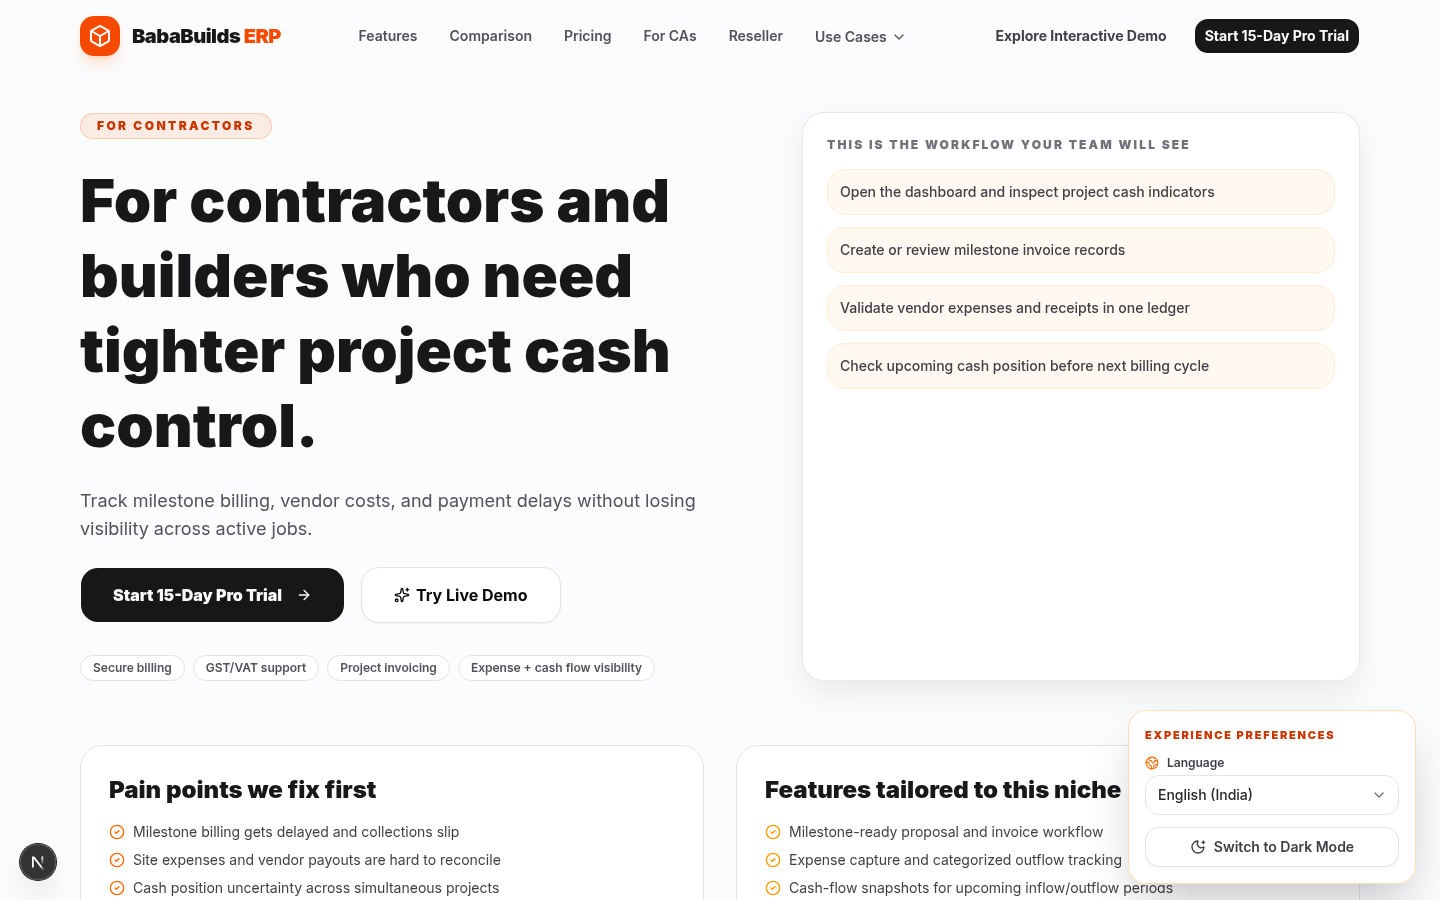 BabaBuilds ERP
Features
Comparison
Pricing
For CAs
Reseller
Use Cases
Explore Interactive Demo
Start 15-Day Pro Trial
FOR CONTRACTORS
For contractors and
builders who need
tighter project cash
control.
Track milestone billing, vendor costs, and payment delays without losing
visibility across active jobs.
Start 15-Day Pro Trial
Try Live Demo
Secure billing
GST/VAT support
Project invoicing
Expense + cash flow visibility
THIS IS THE WORKFLOW YOUR TEAM WILL SEE
Open the dashboard and inspect project cash indicators
Create or review milestone invoice records
Validate vendor expenses and receipts in one ledger
Check upcoming cash position before next billing cycle
Pain points we fix first
Milestone billing gets delayed and collections slip
Site expenses and vendor payouts are hard to reconcile
Cash position uncertainty across simultaneous projects
Features tailored to this niche
Milestone-ready proposal and invoice workflow
Expense capture and categorized outflow tracking
Cash-flow snapshots for upcoming inflow/outflow periods
EXPERIENCE PREFERENCES
Language
English (India)
Switch to Dark Mode
N